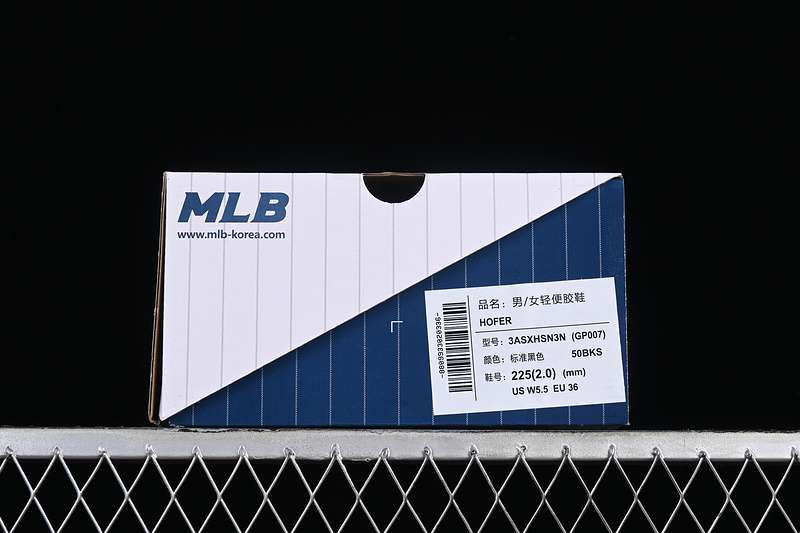 MLB
www.mlb-korea.com
品名：男/女轻便胶鞋
HOFER
型号：3ASXHSN3N (GP007)
颜色：标准黑色 50BKS
鞋号：225(2.0) (mm)
US W5.5 EU 36